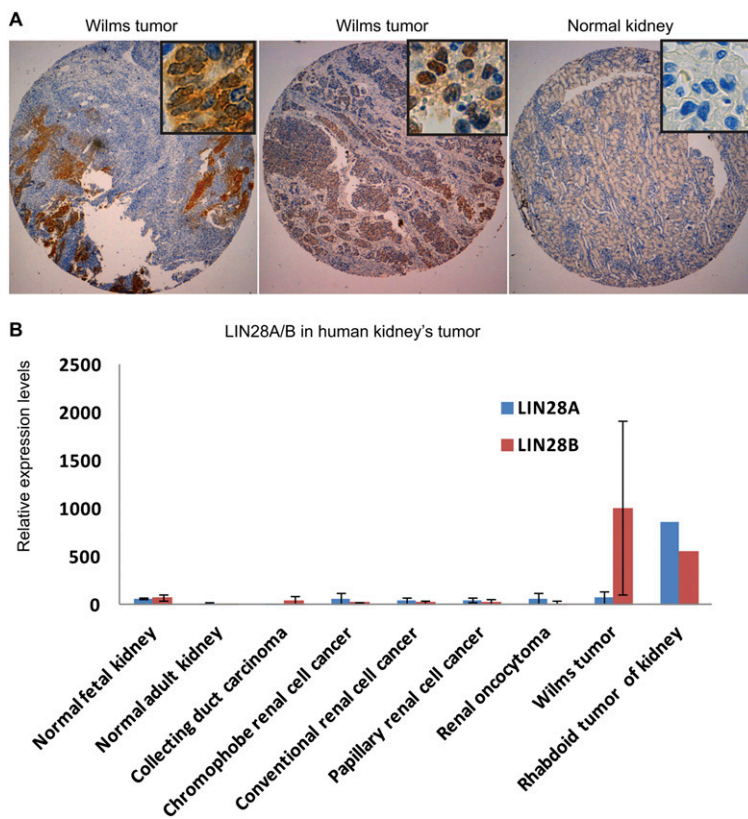 A
Wilms tumor
Wilms tumor
Normal kidney
B
LIN28A/B in human kidney's tumor
Relative expression levels
2500
2000
1500
1000
500
0
LIN28A
LIN28B
Normal fetal kidney
Normal adult kidney
Collecting duct carcinoma
Chromophobe renal cell cancer
Conventional renal cell cancer
Papillary renal cell cancer
Renal oncocytoma
Wilms tumor
Rhabdoid tumor of kidney